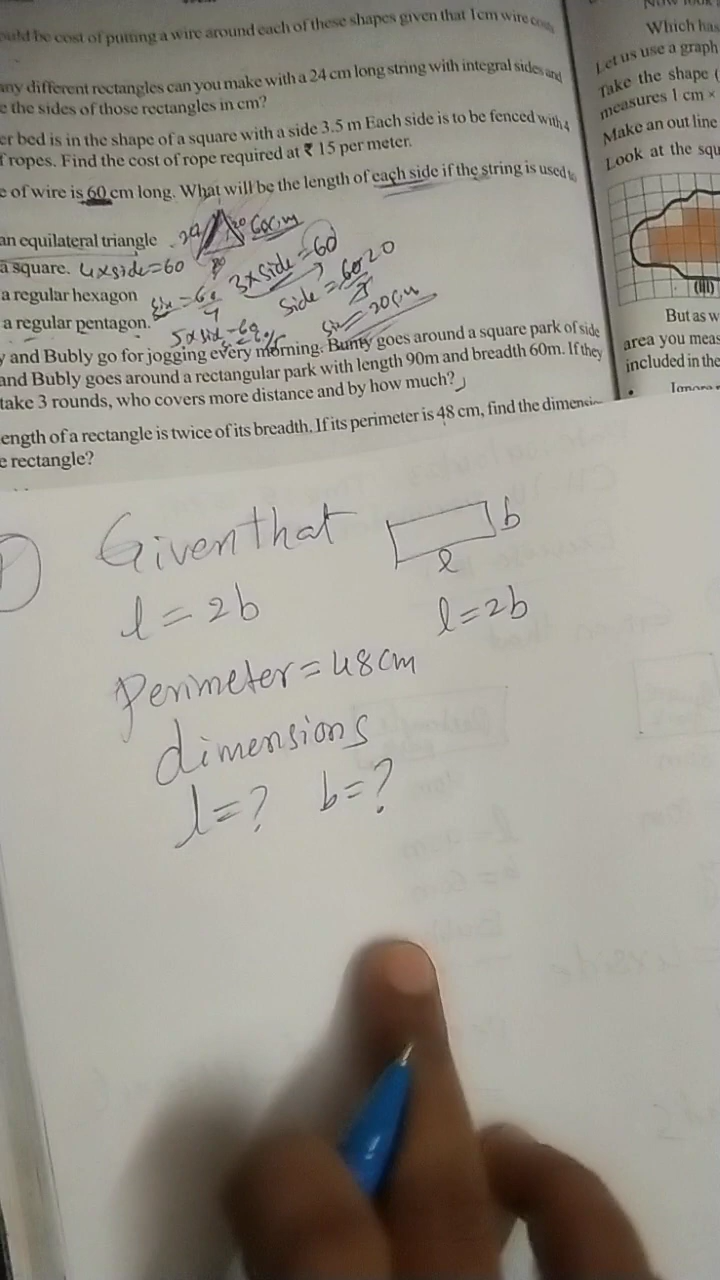 be cost of putting a wire around each of these shapes given that 1cm wire
different rectangles can you make with a 24 cm long string with integral sides and
the sides of those rectangles in cm?
bed is in the shape of a square with a side 3.5 m Each side is to be fenced with 4
ropes. Find the cost of rope required at ₹ 15 per meter.
of wire is 60 cm long. What will be the length of each side if the string is used
an equilateral triangle 60cm
a square. 4xside=60 3xside=60
a regular hexagon
side = 20cm
a regular pentagon.
and Bubly go for jogging every morning. Bunty goes around a square park of side
and Bubly goes around a rectangular park with length 90m and breadth 60m. If they
take 3 rounds, who covers more distance and by how much?
ength of a rectangle is twice of its breadth. If its perimeter is 48 cm, find the
rectangle?
Which has
Let us use a graph
Take the shape (
measures 1 cm ×
Make an out line
Look at the squ
(iii)
But as w
area you meas
included in the
Given that
b
l
l=2b
l=2b
Perimeter=48cm
dimensions
l=? b=?